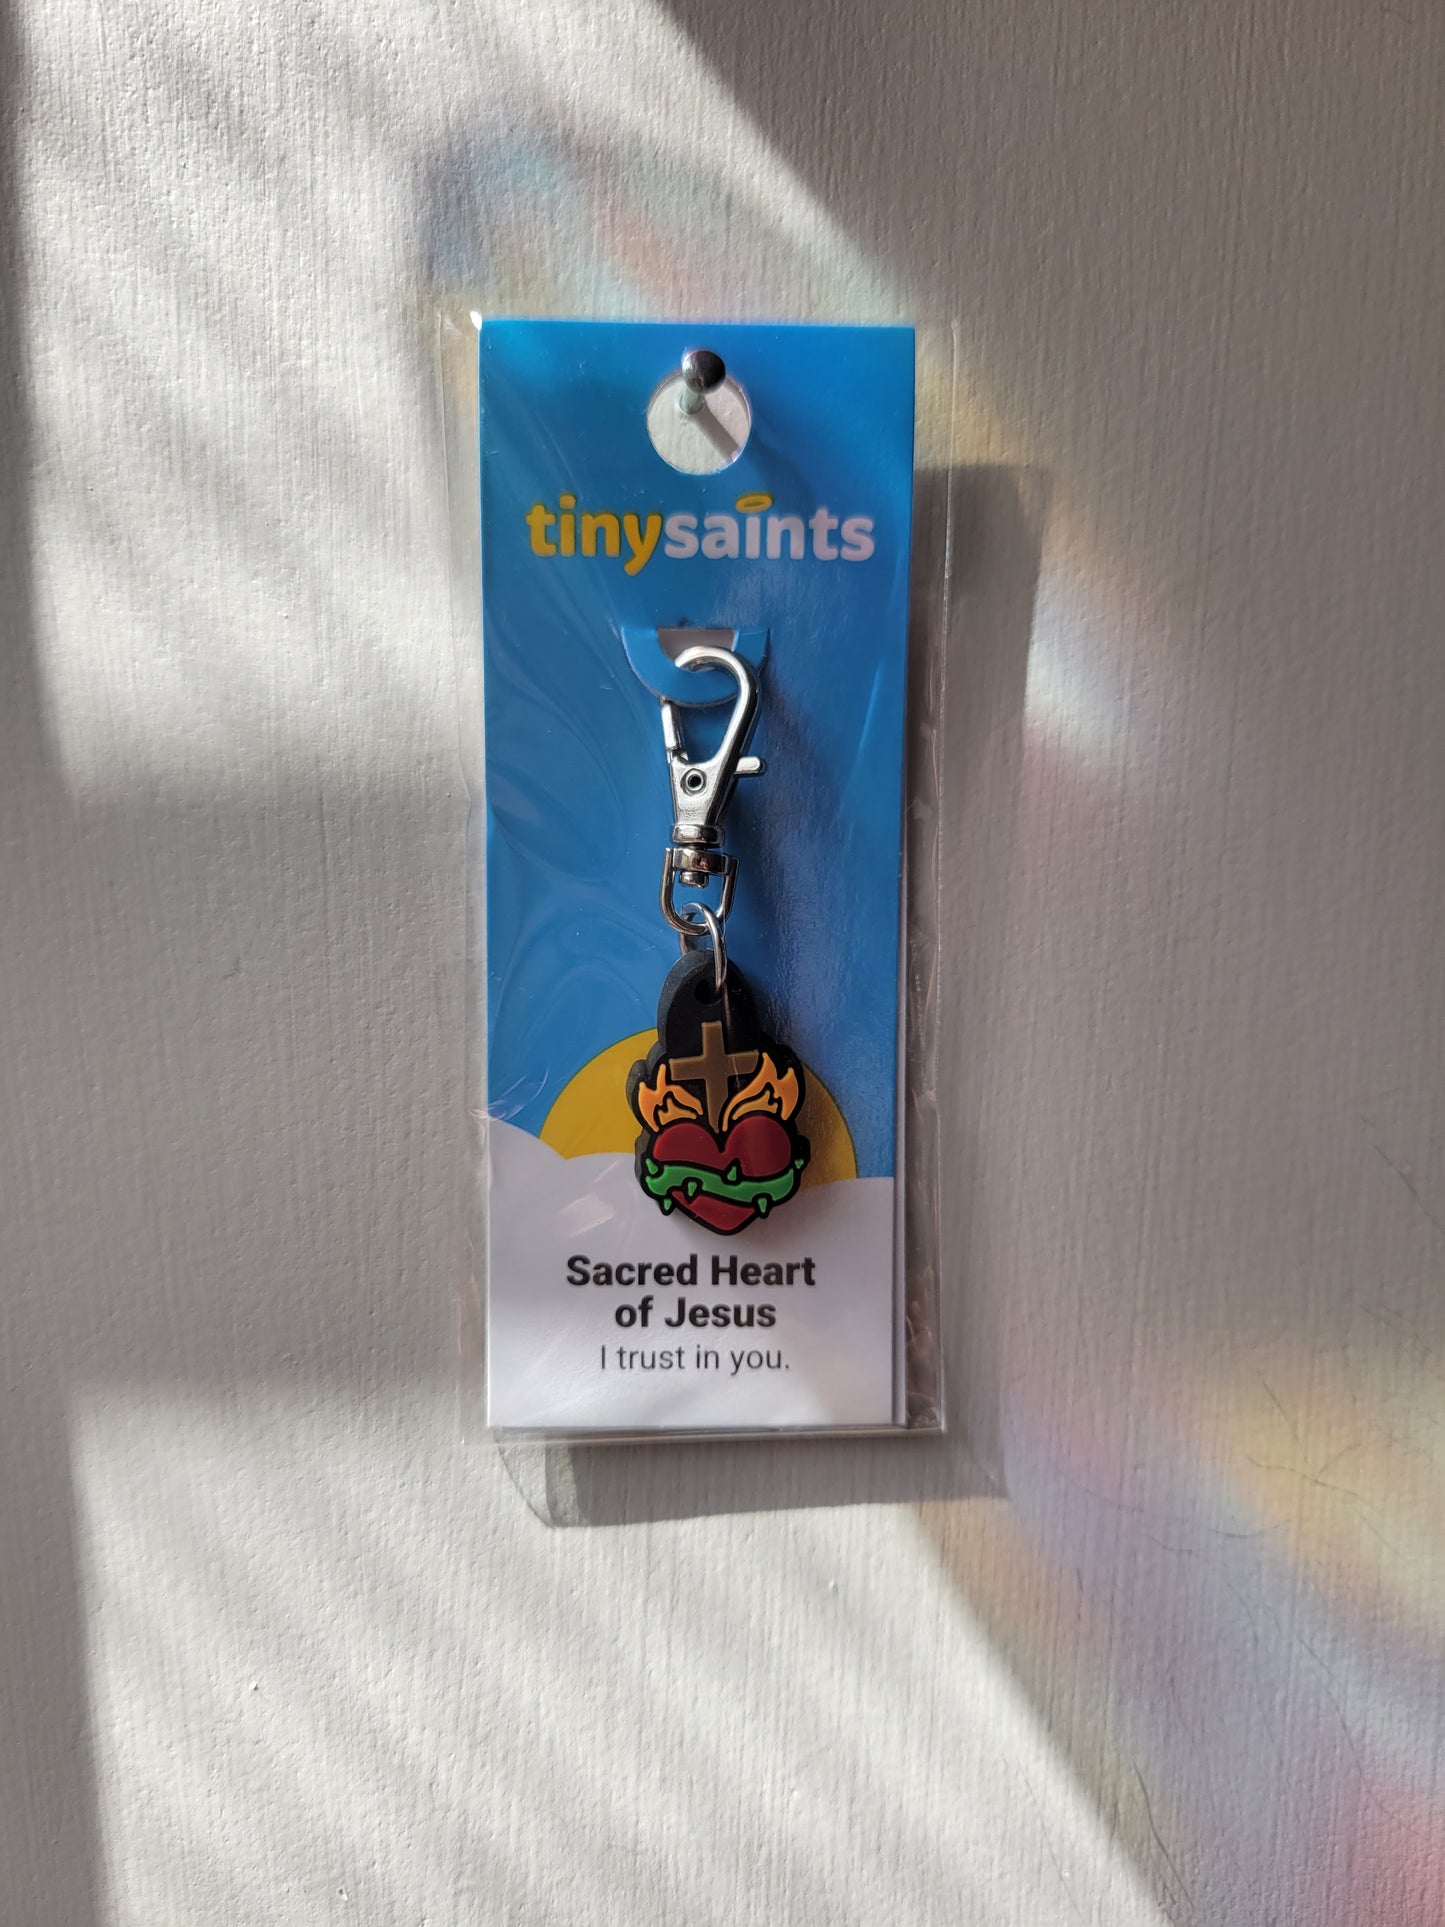 tinysaints
Sacred Heart
of Jesus
I trust in you.